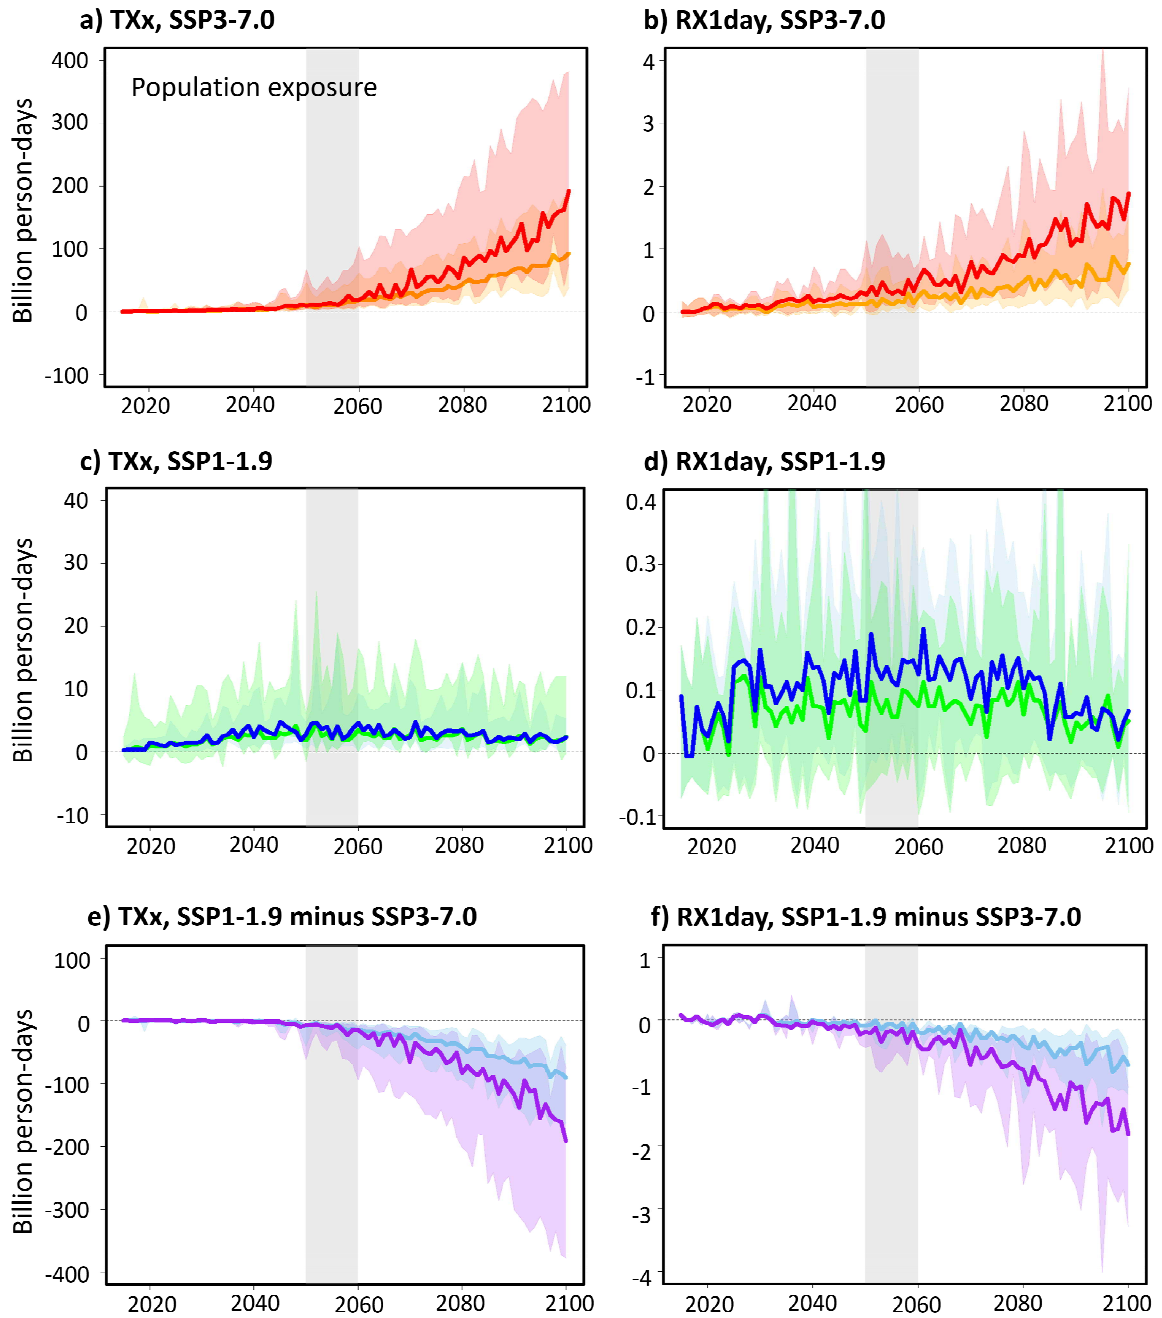 a) TXx, SSP3-7.0
b) RX1day, SSP3-7.0
Population exposure
Billion person-days
400
300
200
100
0
-100
2020 2040 2060 2080 2100
4
3
2
1
0
-1
2020 2040 2060 2080 2100
c) TXx, SSP1-1.9
d) RX1day, SSP1-1.9
Billion person-days
40
30
20
10
0
-10
2020 2040 2060 2080 2100
0.4
0.3
0.2
0.1
0
-0.1
2020 2040 2060 2080 2100
e) TXx, SSP1-1.9 minus SSP3-7.0
f) RX1day, SSP1-1.9 minus SSP3-7.0
Billion person-days
100
0
-100
-200
-300
-400
2020 2040 2060 2080 2100
1
0
-1
-2
-3
-4
2020 2040 2060 2080 2100